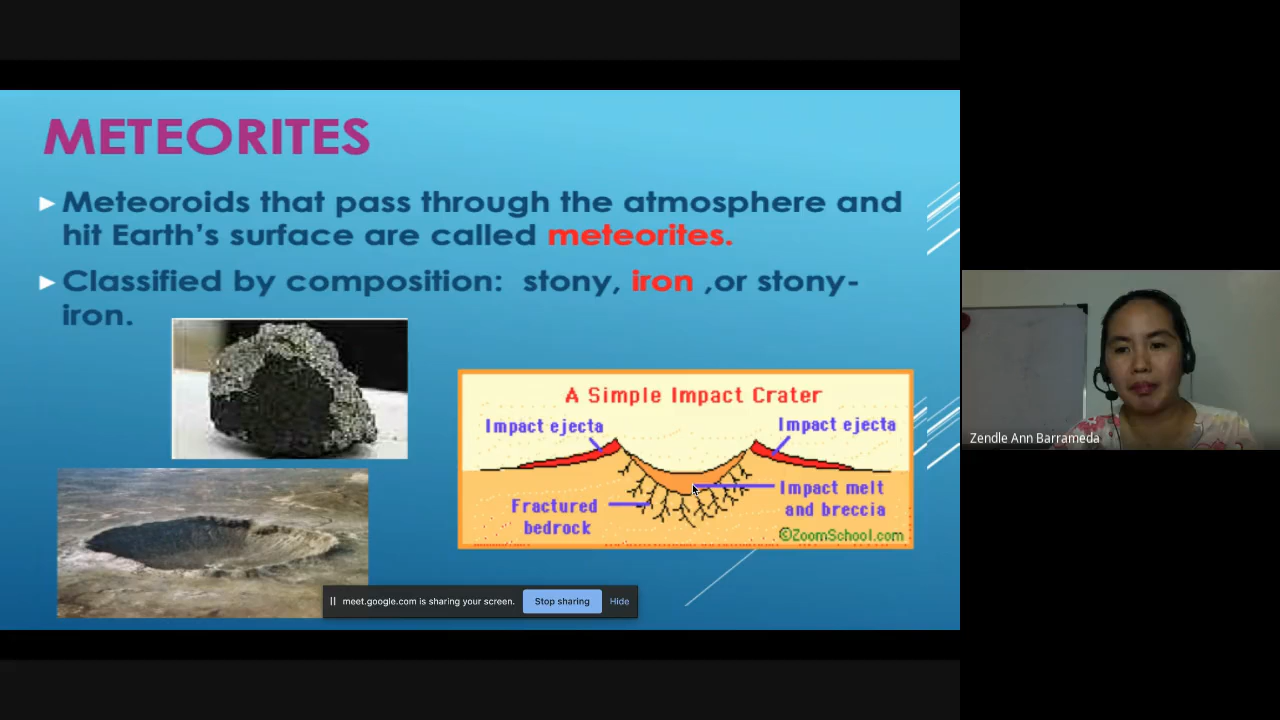 METEORITES
Meteoroids that pass through the atmosphere and
hit Earth's surface are called meteorites.
Classified by composition:  stony, iron ,or stony-
iron.
A Simple Impact Crater
Impact ejecta
Impact ejecta
Impact melt
and breccia
Fractured
bedrock
©ZoomSchool.com
meet.google.com is sharing your screen.
Stop sharing
Hide
Zendle Ann Barrameda